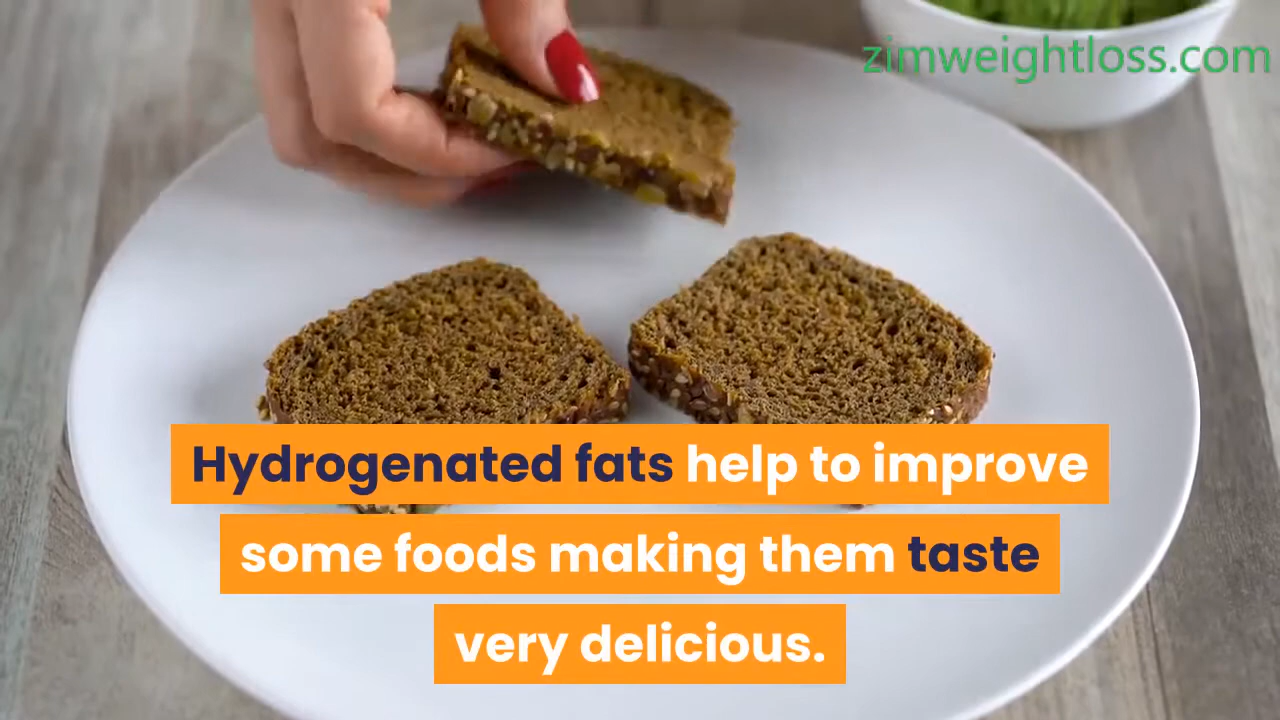 zimweightloss.com
Hydrogenated fats help to improve
some foods making them taste
very delicious.